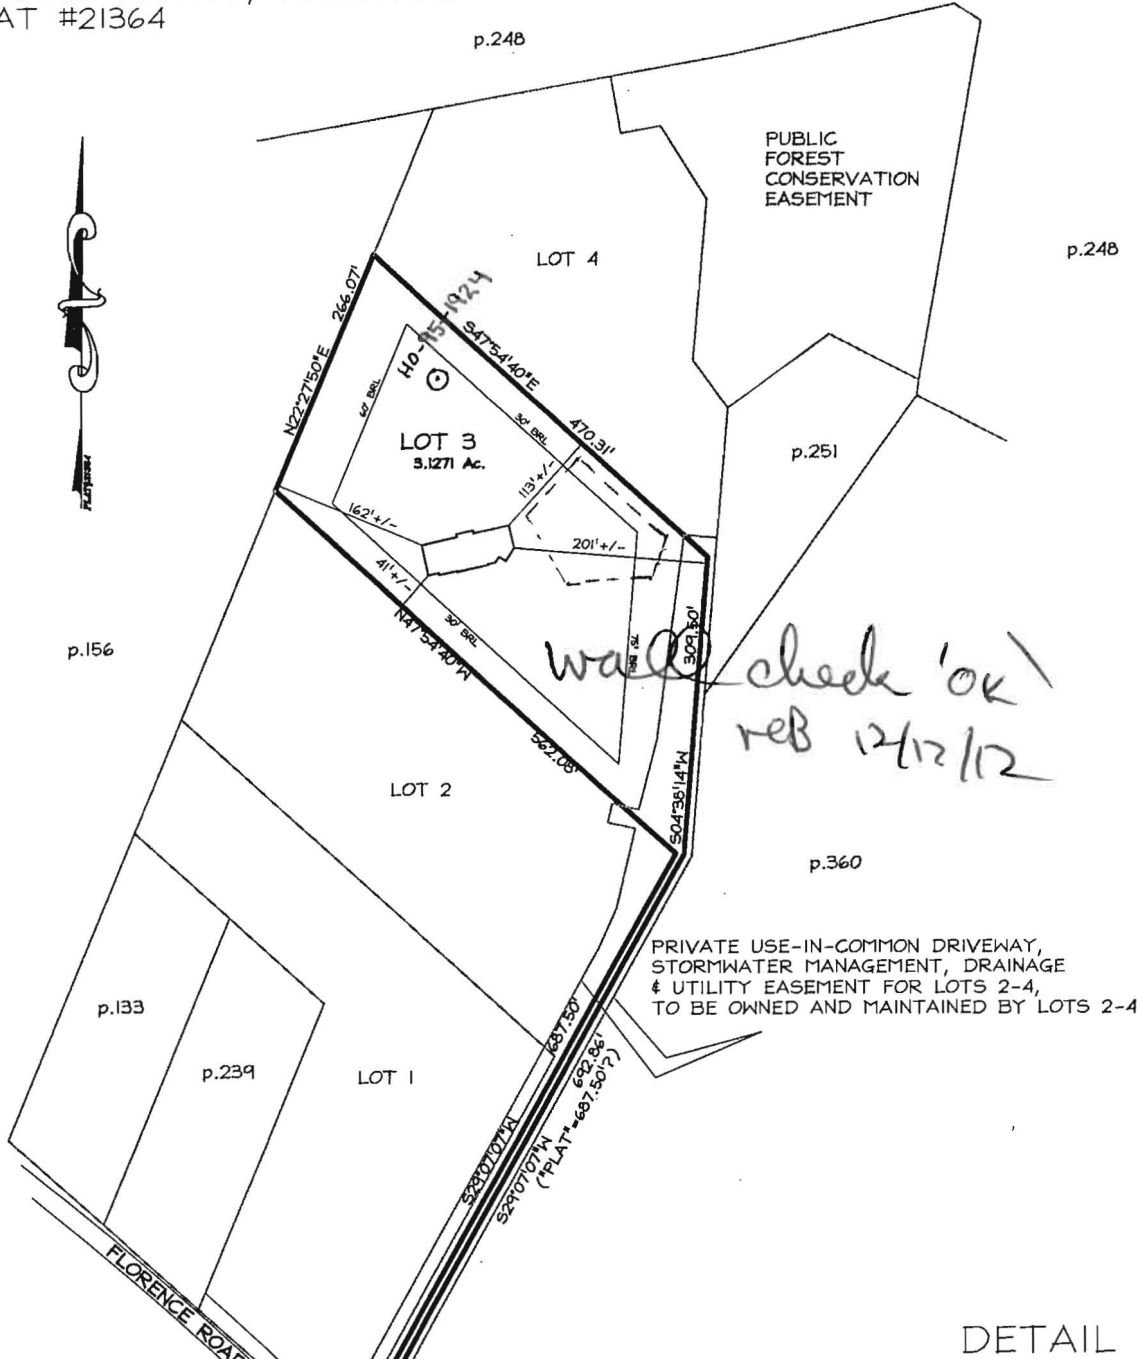 AT #21364
p.248
PUBLIC
FOREST
CONSERVATION
EASEMENT
LOT 4
p.248
266.07'
N22°27'50"E
HO-95-1924
S47°54'40"E
470.31'
60' BRL
30' BRL
LOT 3
3.1271 Ac.
p.251
113'+/-
162'+/-
201'+/-
41'+/-
30' BRL
N47°54'40"W
562.08'
75' BRL
309.50'
S04°38'14"W
p.156
wall check 'OK'
reB 12/12/12
LOT 2
p.360
PRIVATE USE-IN-COMMON DRIVEWAY,
STORMWATER MANAGEMENT, DRAINAGE
& UTILITY EASEMENT FOR LOTS 2-4,
TO BE OWNED AND MAINTAINED BY LOTS 2-4
p.133
p.239
LOT 1
687.50'
S29°07'07"W
692.86'
S29°07'07"W
("PLAT"=687.50'?)
FLORENCE ROAD
DETAIL